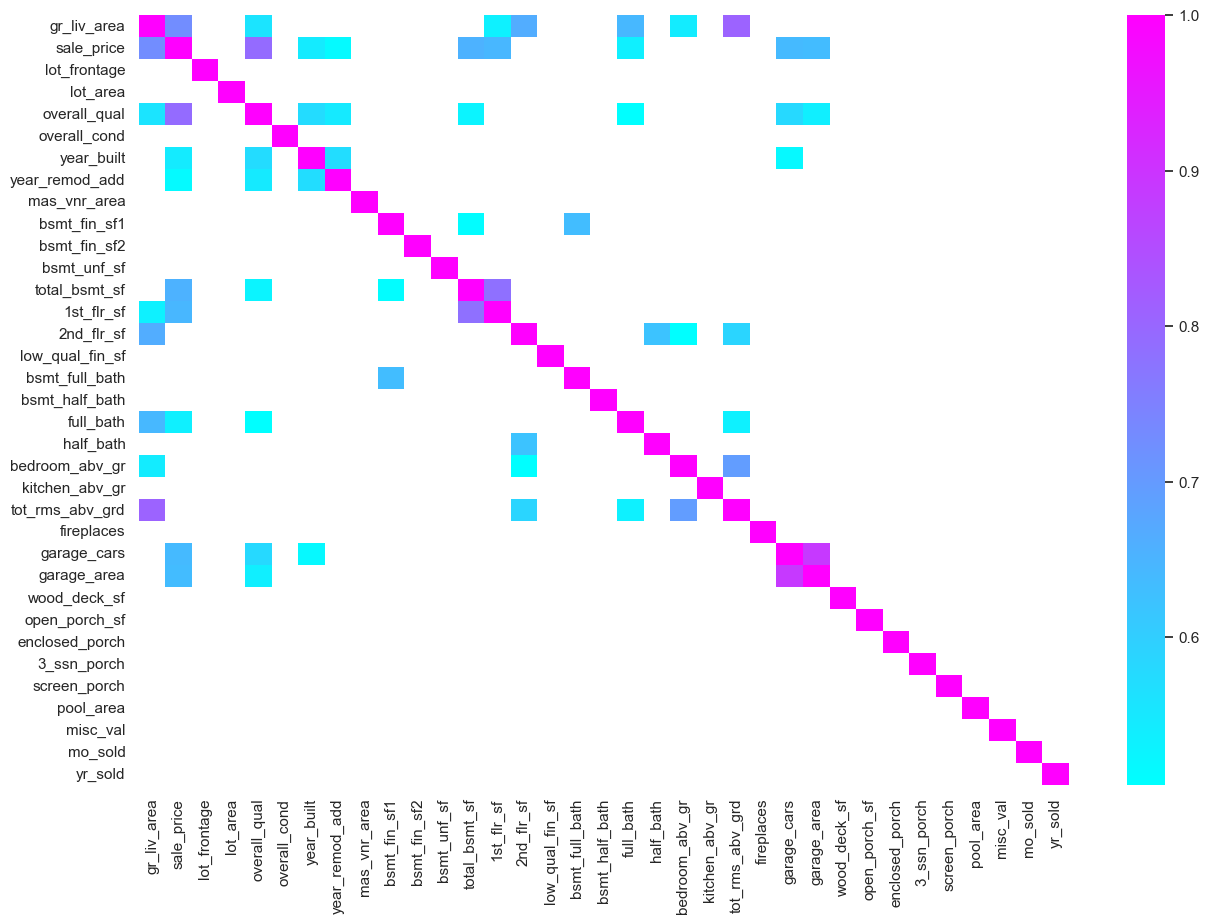 gr_liv_area
sale_price
lot_frontage
lot_area
overall_qual
overall_cond
year_built
year_remod_add
mas_vnr_area
bsmt_fin_sf1
bsmt_fin_sf2
bsmt_unf_sf
total_bsmt_sf
1st_flr_sf
2nd_flr_sf
low_qual_fin_sf
bsmt_full_bath
bsmt_half_bath
full_bath
half_bath
bedroom_abv_gr
kitchen_abv_gr
tot_rms_abv_grd
fireplaces
garage_cars
garage_area
wood_deck_sf
open_porch_sf
enclosed_porch
3_ssn_porch
screen_porch
pool_area
misc_val
mo_sold
yr_sold
gr_liv_area
sale_price
lot_frontage
lot_area
overall_qual
overall_cond
year_built
year_remod_add
mas_vnr_area
bsmt_fin_sf1
bsmt_fin_sf2
bsmt_unf_sf
total_bsmt_sf
1st_flr_sf
2nd_flr_sf
low_qual_fin_sf
bsmt_full_bath
bsmt_half_bath
full_bath
half_bath
bedroom_abv_gr
kitchen_abv_gr
tot_rms_abv_grd
fireplaces
garage_cars
garage_area
wood_deck_sf
open_porch_sf
enclosed_porch
3_ssn_porch
screen_porch
pool_area
misc_val
mo_sold
yr_sold
1.0
0.9
0.8
0.7
0.6